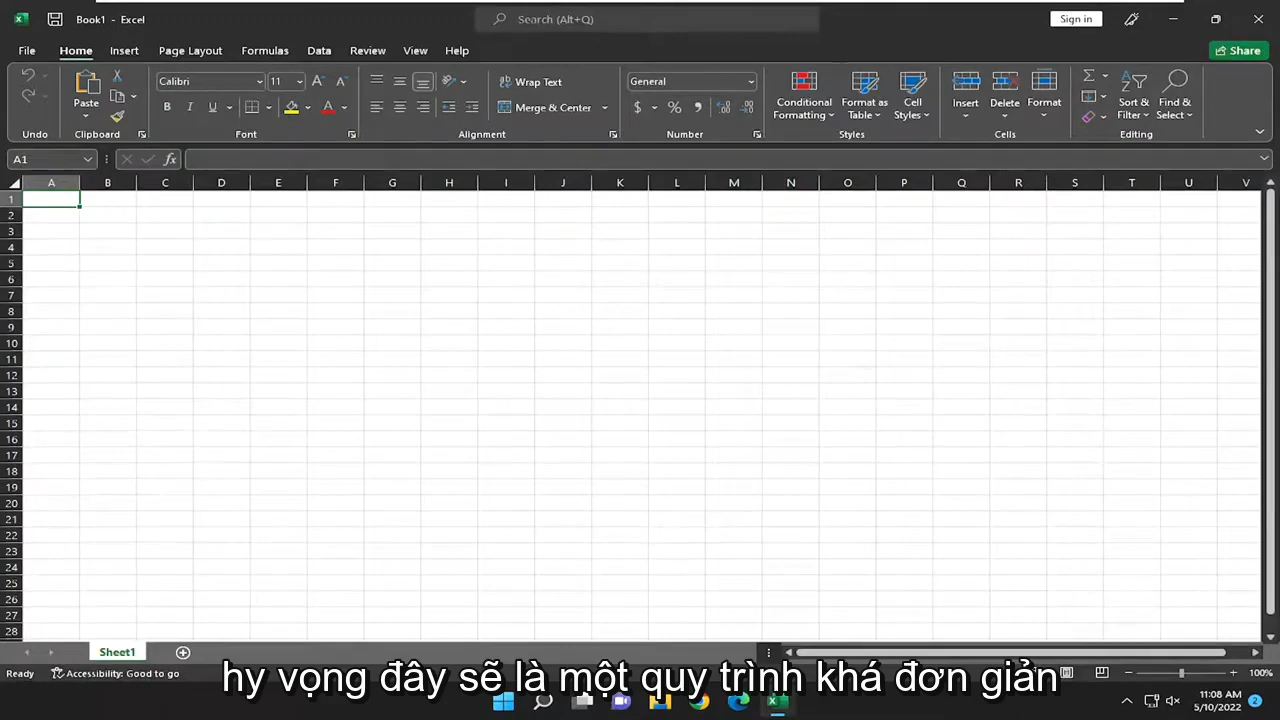 Book1 - Excel
Search (Alt+Q)
Sign in
File Home Insert Page Layout Formulas Data Review View Help
Share
Calibri 11
Wrap Text
General
Paste
B I U
A
Merge & Center
$ % 9
Conditional Formatting
Format as Table
Cell Styles
Insert
Delete
Format
Sort & Filter
Find & Select
Undo Clipboard Font Alignment Number Styles Cells Editing
A1
fx
A B C D E F G H I J K L M N O P Q R S T U V
1
2
3
4
5
6
7
8
9
10
11
12
13
14
15
16
17
18
19
20
21
22
23
24
25
26
27
28
Sheet1
Ready
Accessibility: Good to go
100%
hy vọng đây sẽ là một quy trình khá đơn giản
11:08 AM
5/10/2022
2